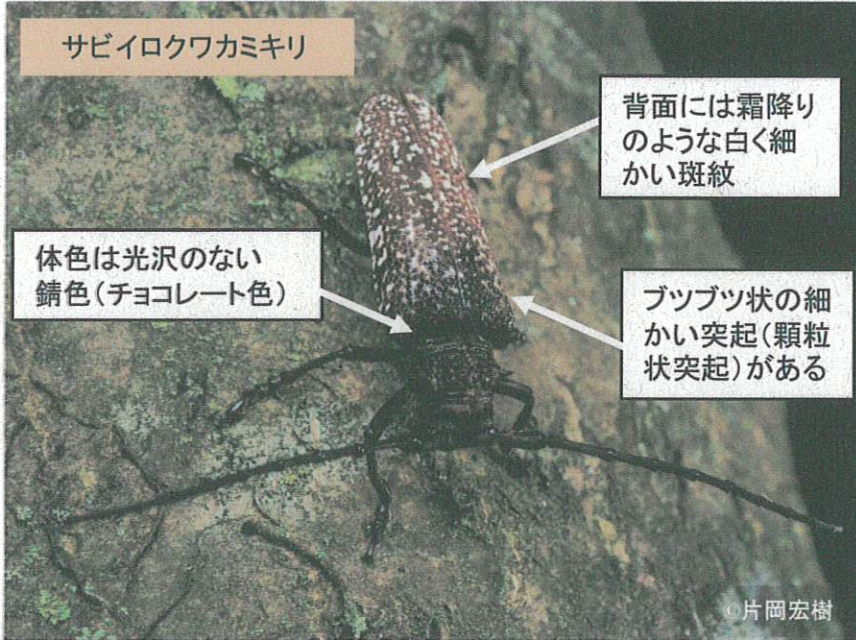 サビイロクワカミキリ
背面には霜降り
のような白く細
かい斑紋
体色は光沢のない
錆色(チョコレート色)
ブツブツ状の細
かい突起(顆粒
状突起)がある
©片岡宏樹